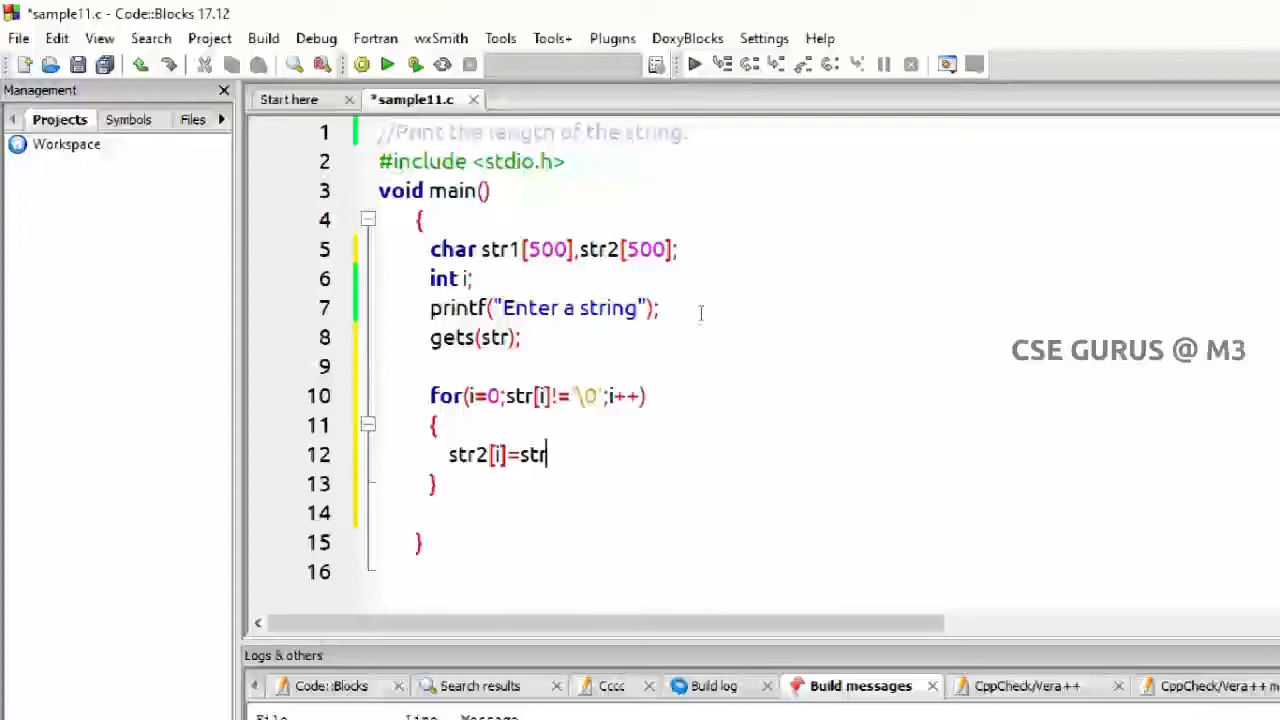 *sample11.c - Code::Blocks 17.12
File Edit View Search Project Build Debug Fortran wxSmith Tools Tools+ Plugins DoxyBlocks Settings Help
Management
Start here *sample11.c
Projects Symbols Files
Workspace
1 //Print the length of the string.
2 #include <stdio.h>
3 void main()
4 {
5 char str1[500],str2[500];
6 int i;
7 printf("Enter a string");
8 gets(str);
9
10 for(i=0;str[i]!='\0';i++)
11 {
12 str2[i]=str
13 }
14
15 }
16
CSE GURUS @ M3
Logs & others
Code::Blocks Search results Cccc Build log Build messages CppCheck/Vera++ CppCheck/Vera++
File Line Message